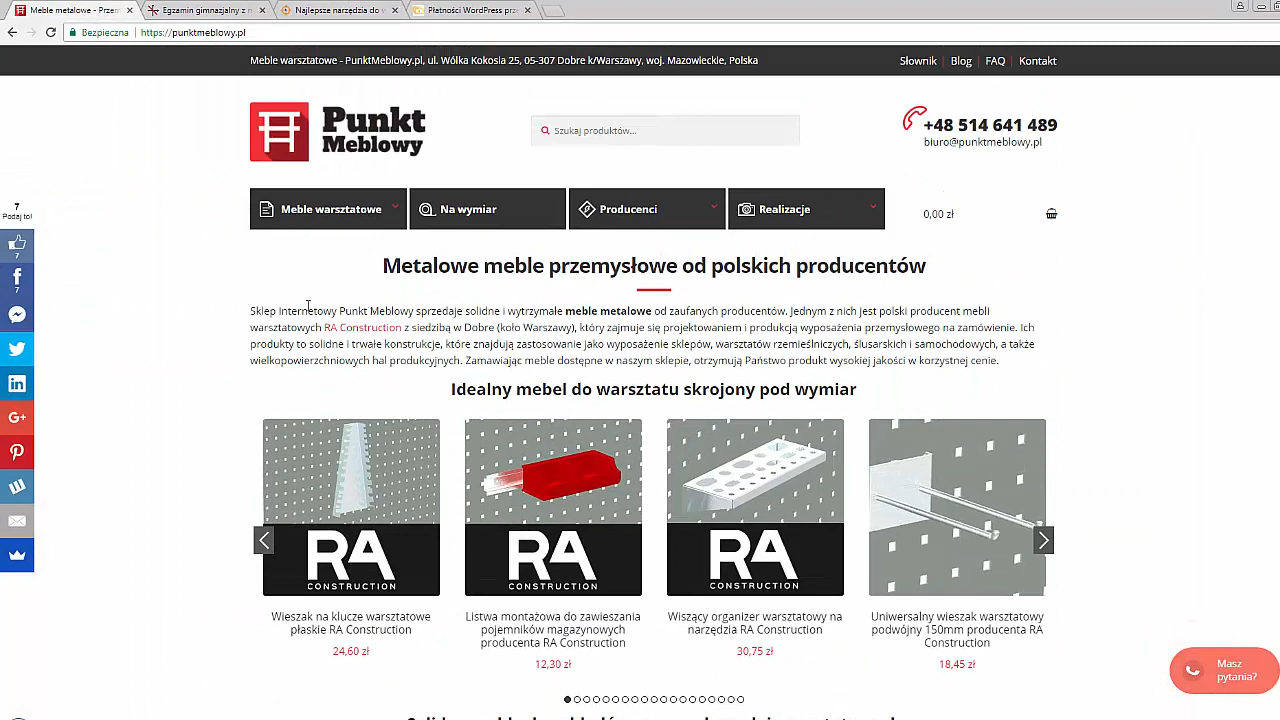 Meble metalowe - Przem
Egzamin gimnazjalny z m
Najlepsze narzędzia do w
Płatności WordPress prze
Bezpieczna
https://punktmeblowy.pl
Meble warsztatowe - PunktMeblowy.pl, ul. Wólka Kokosia 25, 05-307 Dobre k/Warszawy, woj. Mazowieckie, Polska
Słownik | Blog | FAQ | Kontakt
Punkt
Meblowy
Szukaj produktów...
+48 514 641 489
biuro@punktmeblowy.pl
Meble warsztatowe
Na wymiar
Producenci
Realizacje
0,00 zł
7
Podaj to!
7
7
Metalowe meble przemysłowe od polskich producentów
Sklep Internetowy Punkt Meblowy sprzedaje solidne i wytrzymałe meble metalowe od zaufanych producentów. Jednym z nich jest polski producent mebli
warsztatowych RA Construction z siedzibą w Dobre (koło Warszawy), który zajmuje się projektowaniem i produkcją wyposażenia przemysłowego na zamówienie. Ich
produkty to solidne i trwałe konstrukcje, które znajdują zastosowanie jako wyposażenie sklepów, warsztatów rzemieślniczych, ślusarskich i samochodowych, a także
wielkopowierzchniowych hal produkcyjnych. Zamawiając meble dostępne w naszym sklepie, otrzymują Państwo produkt wysokiej jakości w korzystnej cenie.
Idealny mebel do warsztatu skrojony pod wymiar
RA
CONSTRUCTION
RA
CONSTRUCTION
RA
CONSTRUCTION
Wieszak na klucze warsztatowe
płaskie RA Construction
24,60 zł
Listwa montażowa do zawieszania
pojemników magazynowych
producenta RA Construction
12,30 zł
Wiszący organizer warsztatowy na
narzędzia RA Construction
30,75 zł
Uniwersalny wieszak warsztatowy
podwójny 150mm producenta RA
Construction
18,45 zł
Masz
pytania?